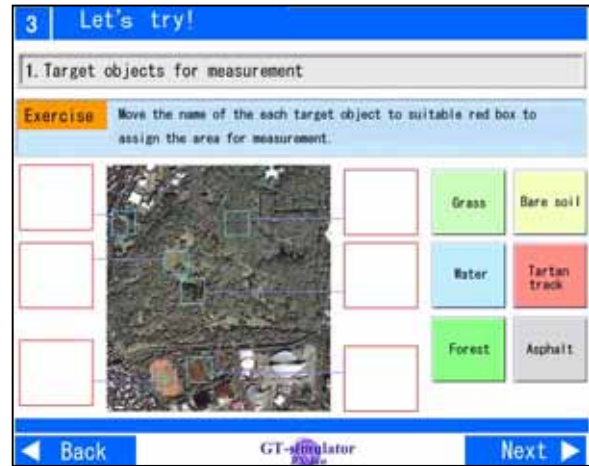 3 Let's try!
1. Target objects for measurement
Exercise
Move the name of the each target object to suitable red box to
assign the area for measurement.
Grass
Bare soil
Water
Tartan
track
Forest
Asphalt
Back
GT-simulator
Next